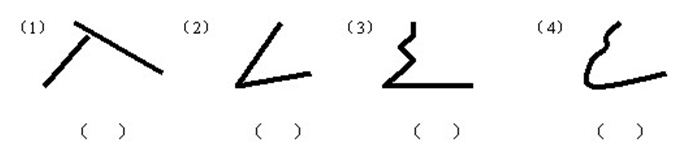 （1） （2） （3） （4）
（ ） （ ） （ ） （ ）